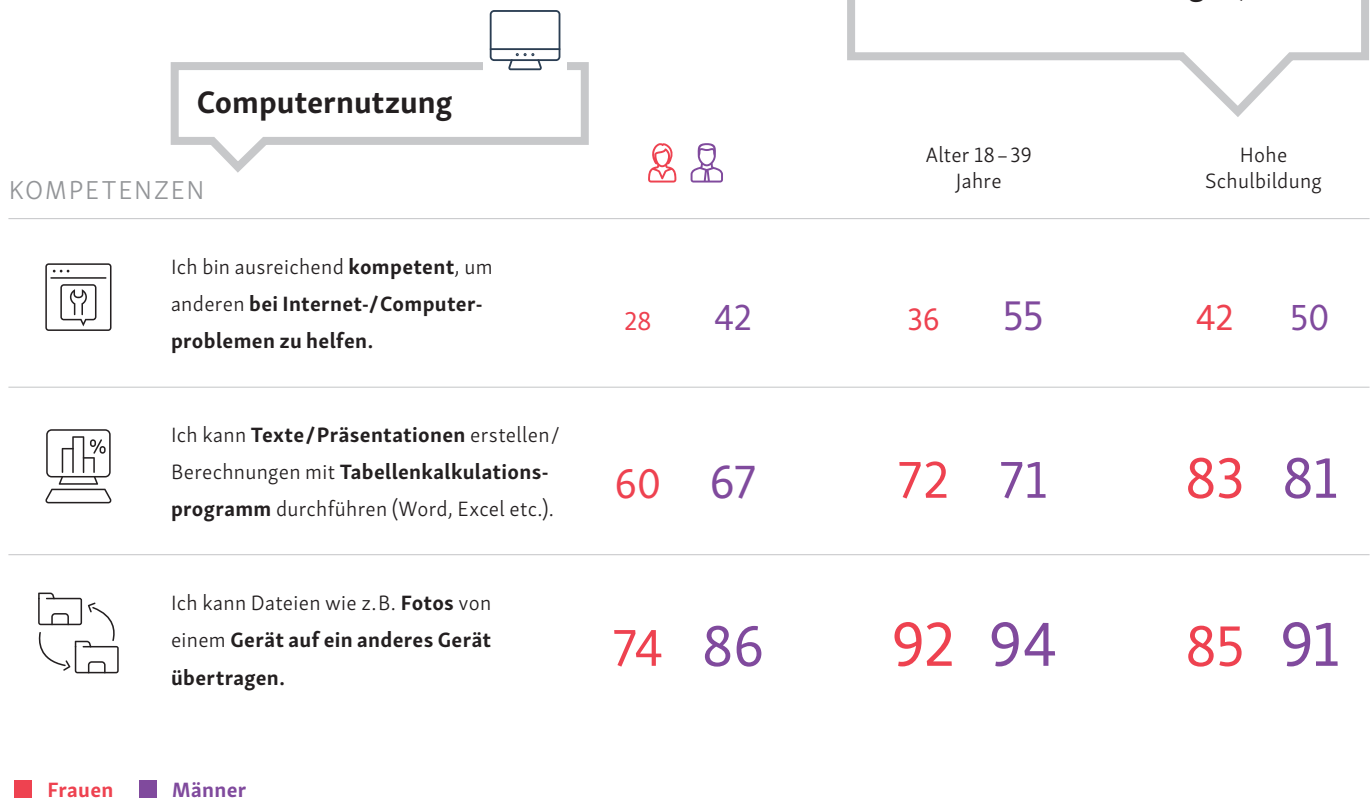 Computernutzung
KOMPETENZEN
Alter 18–39
Jahre
Hohe
Schulbildung
Ich bin ausreichend kompetent, um
anderen bei Internet-/Computer-
problemen zu helfen.
28 42 36 55 42 50
%
Ich kann Texte/Präsentationen erstellen/
Berechnungen mit Tabellenkalkulations-
programm durchführen (Word, Excel etc.).
60 67 72 71 83 81
Ich kann Dateien wie z.B. Fotos von
einem Gerät auf ein anderes Gerät
übertragen.
74 86 92 94 85 91
Frauen Männer